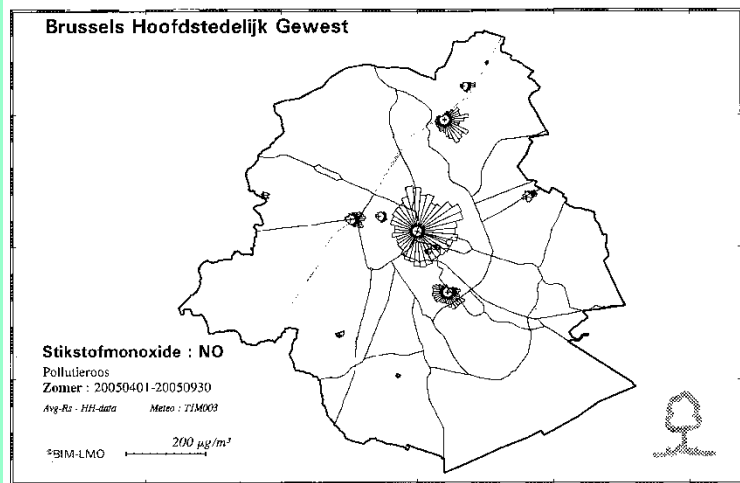 Brussels Hoofdstedelijk Gewest
Stikstofmonoxide : NO
Pollutieroos
Zomer : 20050401-20050930
Avg-Rs - HH-data Meteo : TIM003
200 µg/m³
©BIM-LMO